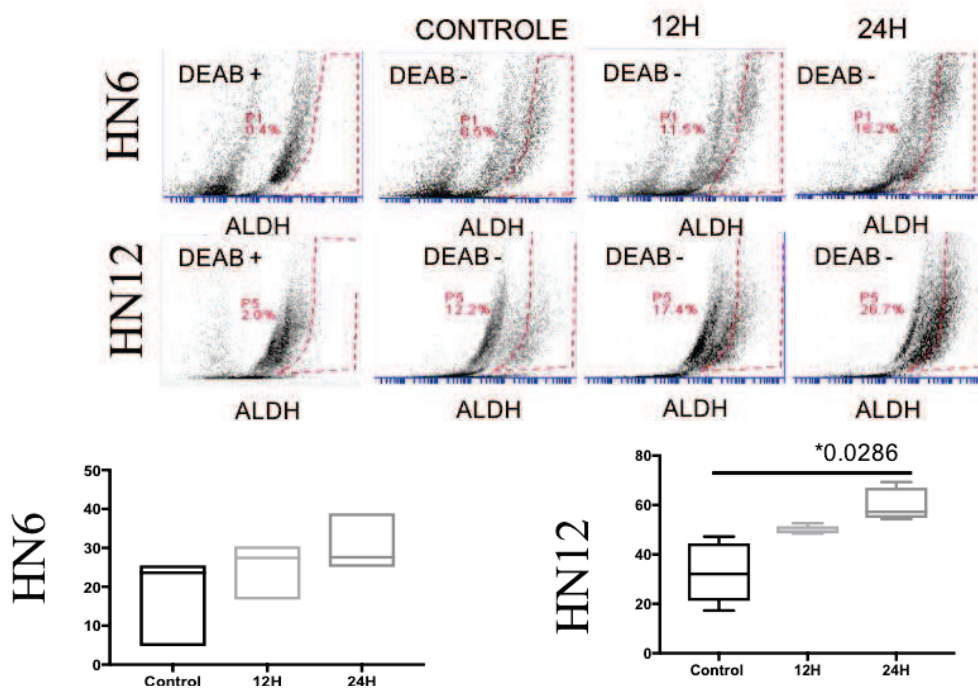 CONTROLE 12H 24H
HN6
DEAB + DEAB - DEAB - DEAB -
P1 P1 P1 P1
0.4% 8.5% 11.5% 18.2%
ALDH ALDH ALDH ALDH
HN12
DEAB + DEAB - DEAB - DEAB -
P5 P5 P5 P5
2.0% 12.2% 17.4% 26.7%
ALDH ALDH ALDH ALDH
HN6
50
40
30
20
10
0
Control 12H 24H
HN12
*0.0286
80
60
40
20
0
Control 12H 24H